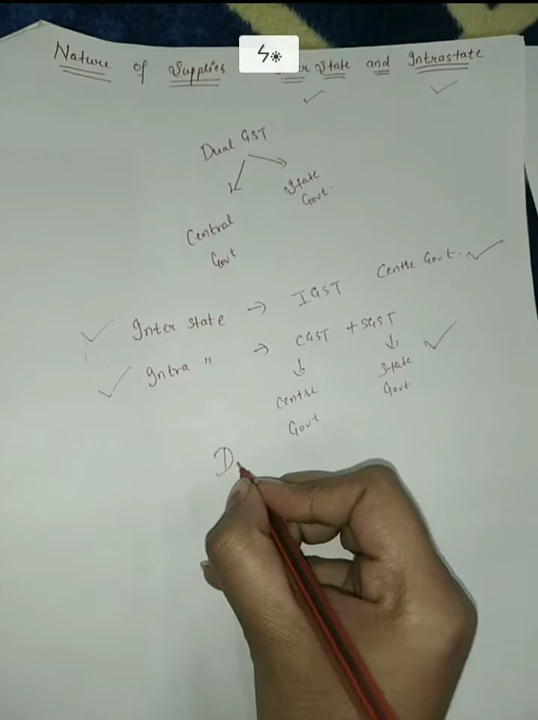 Nature of Supplies State and Intrastate
Dual GST
Central Govt
State Govt.
Inter State → IGST Centre Govt.
Intra " → CGST + SGST
Centre Govt
State Govt
D